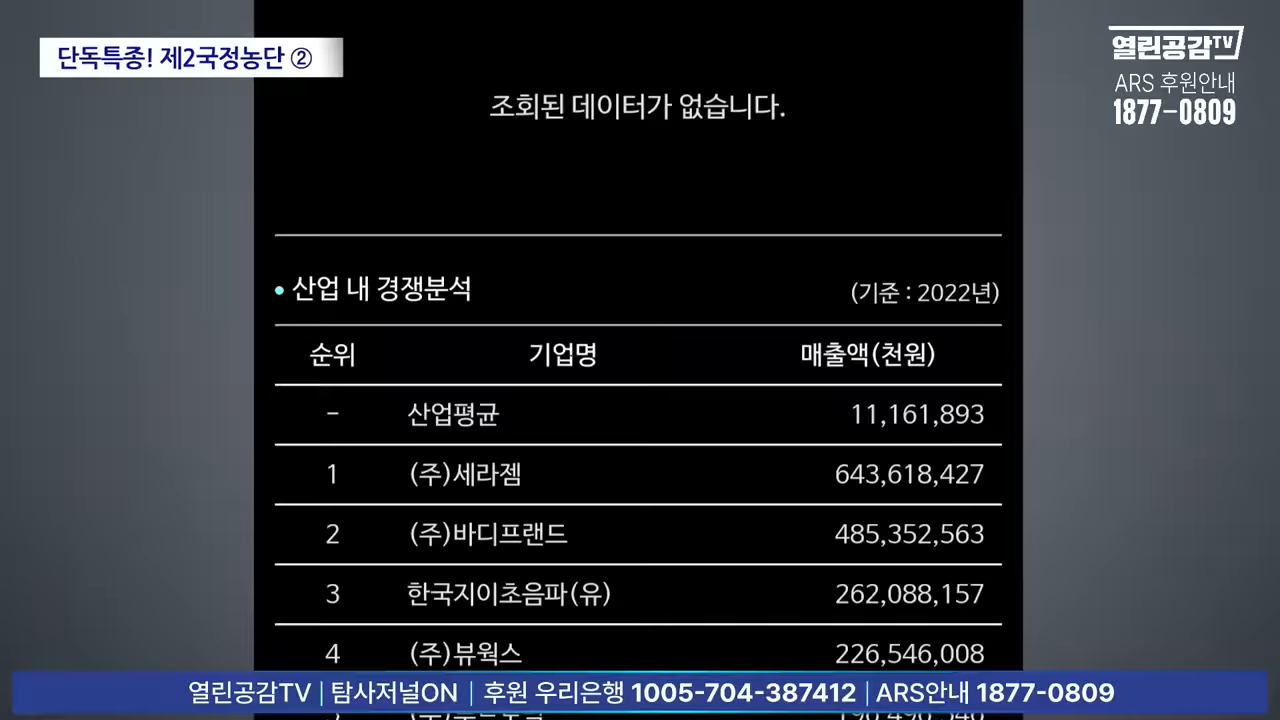 단독특종! 제2국정농단 ②
열린공감TV
ARS 후원안내
1877-0809
조회된 데이터가 없습니다.
• 산업 내 경쟁분석 (기준 : 2022년)
순위 기업명 매출액(천원)
- 산업평균 11,161,893
1 (주)세라젬 643,618,427
2 (주)바디프랜드 485,352,563
3 한국지이초음파(유) 262,088,157
4 (주)뷰웍스 226,546,008
열린공감TV | 탐사저널ON | 후원 우리은행 1005-704-387412 | ARS안내 1877-0809